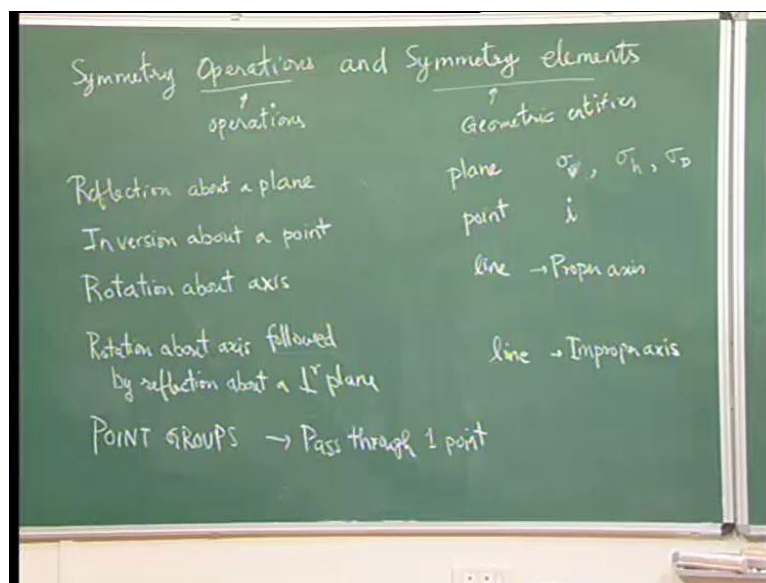 Symmetry Operations and Symmetry elements
operations Geometric entities
Reflection about a plane plane σv, σh, σD
Inversion about a point point i
Rotation about axis line → Proper axis
Rotation about axis followed line → Improper axis
by reflection about a ⊥r plane
POINT GROUPS → Pass through 1 point